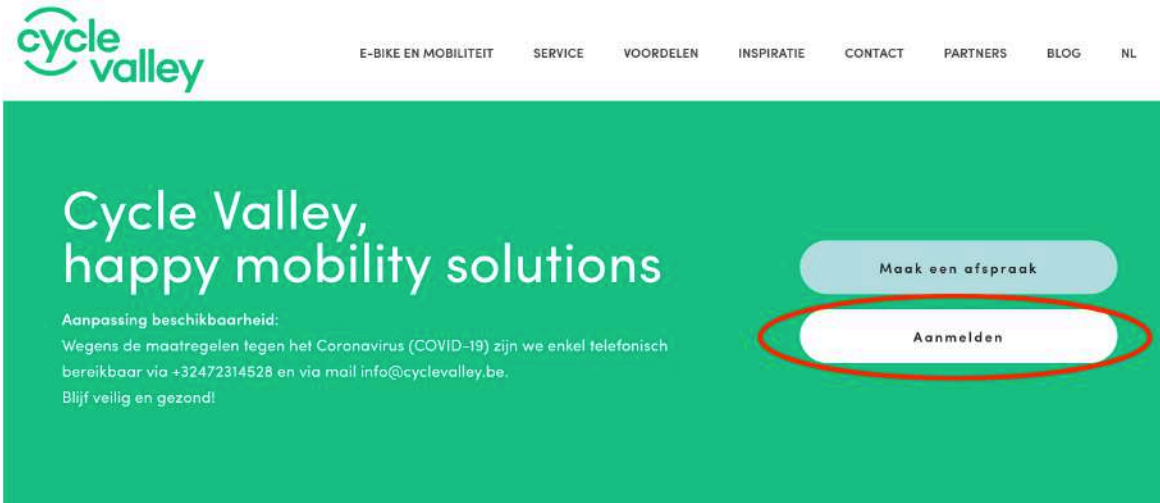 cycle
valley
E-BIKE EN MOBILITEIT SERVICE VOORDELEN INSPIRATIE CONTACT PARTNERS BLOG NL
Cycle Valley,
happy mobility solutions
Aanpassing beschikbaarheid:
Wegens de maatregelen tegen het Coronavirus (COVID-19) zijn we enkel telefonisch
bereikbaar via +32472314528 en via mail info@cyclevalley.be.
Blijf veilig en gezond!
Maak een afspraak
Aanmelden